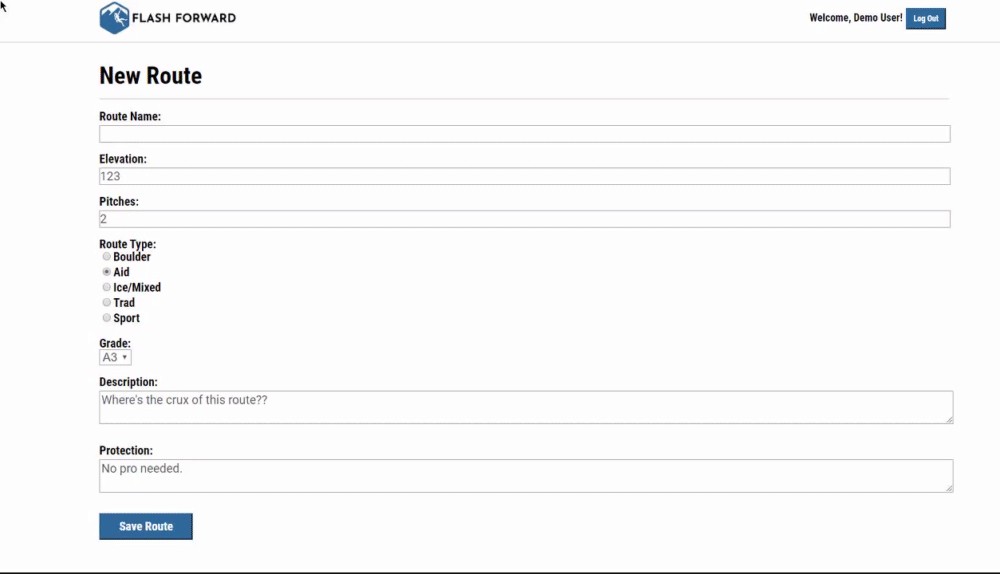 FLASH FORWARD
Welcome, Demo User! Log Out
New Route
Route Name:
Elevation:
123
Pitches:
2
Route Type:
Boulder
Aid
Ice/Mixed
Trad
Sport
Grade:
A3
Description:
Where's the crux of this route??
Protection:
No pro needed.
Save Route